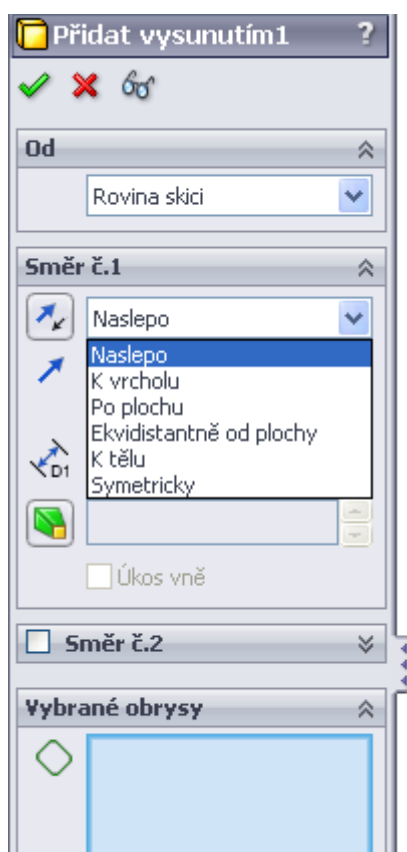 Přidat vysunutím1 ?
Od
Rovina skici
Směr č.1
Naslepo
Naslepo
K vrcholu
Po plochu
Ekvidistantně od plochy
K tělu
Symetricky
D1
Úkos vně
Směr č.2
Vybrané obrysy